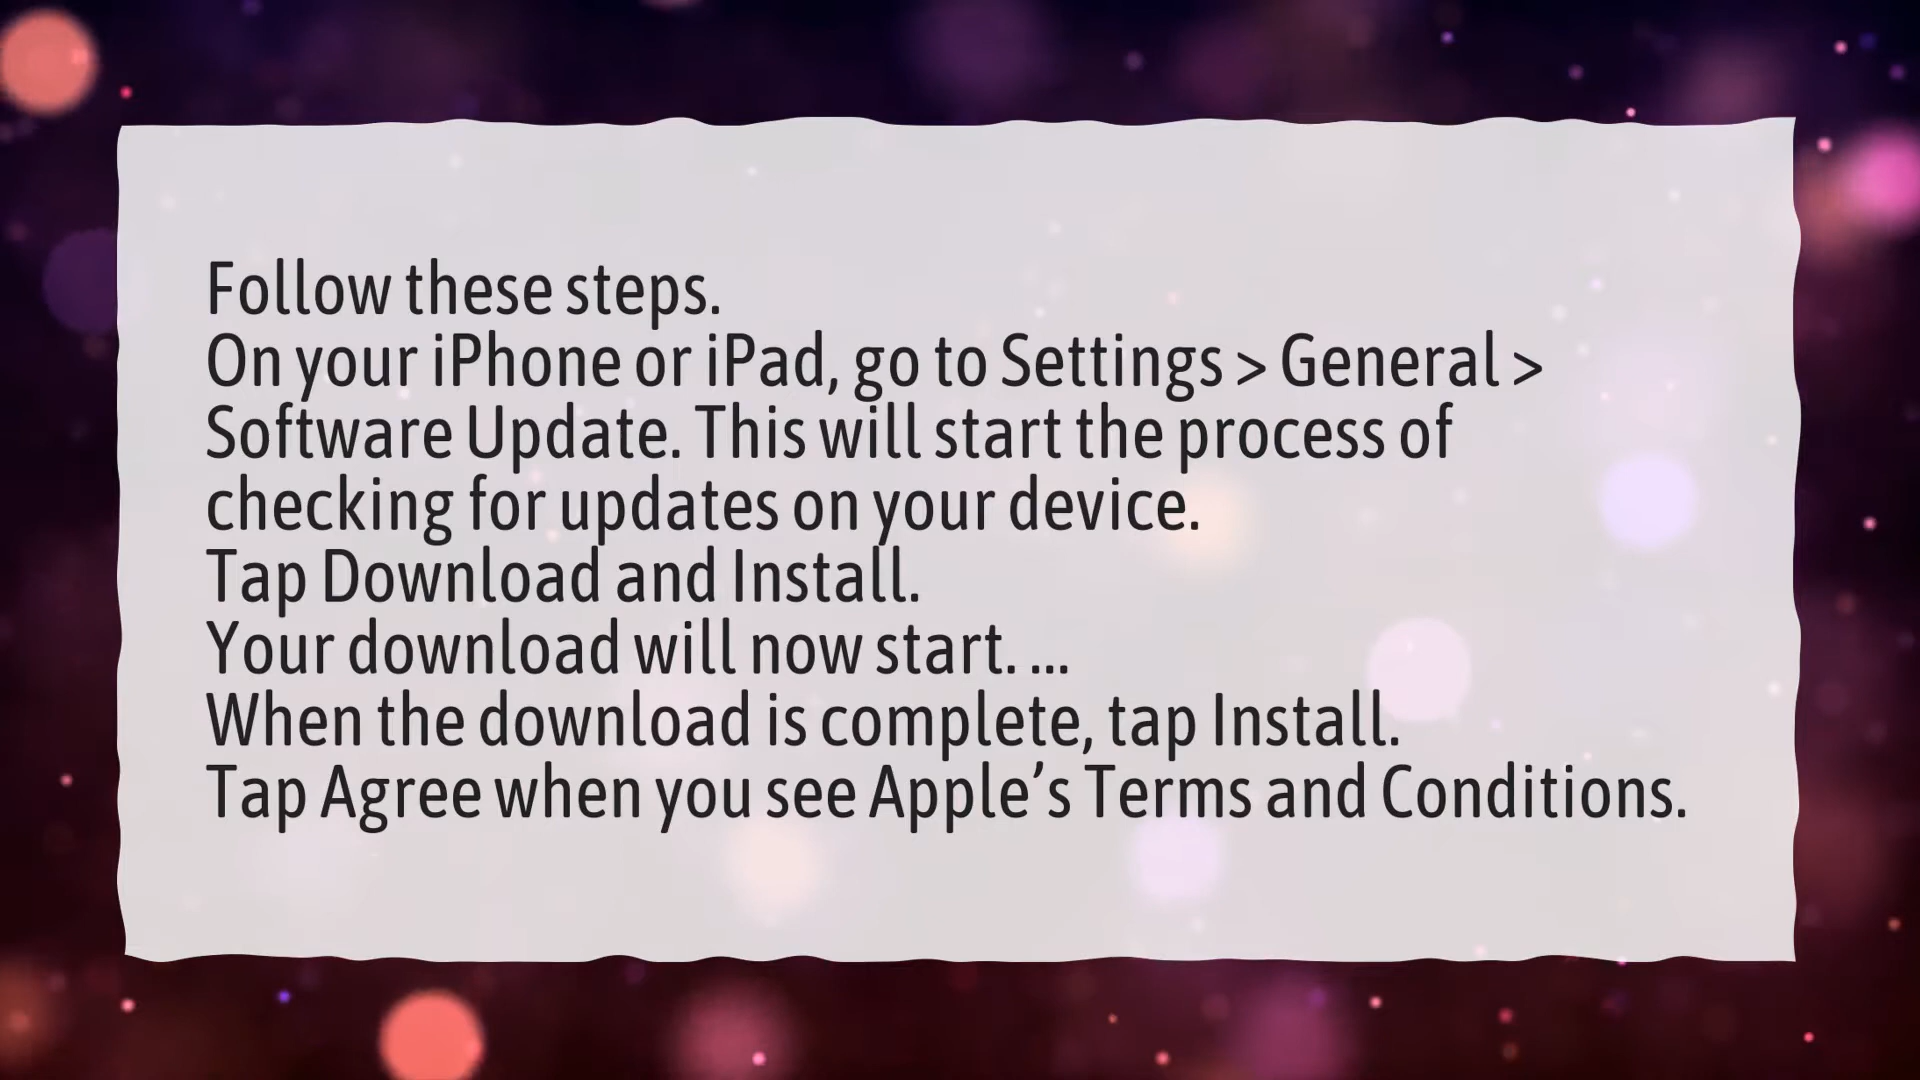 Follow these steps.
On your iPhone or iPad, go to Settings > General >
Software Update. This will start the process of
checking for updates on your device.
Tap Download and Install.
Your download will now start. ...
When the download is complete, tap Install.
Tap Agree when you see Apple’s Terms and Conditions.